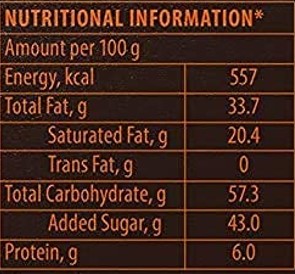 NUTRITIONAL INFORMATION*
Amount per 100 g
Energy, kcal 557
Total Fat, g 33.7
Saturated Fat, g 20.4
Trans Fat, g 0
Total Carbohydrate, g 57.3
Added Sugar, g 43.0
Protein, g 6.0